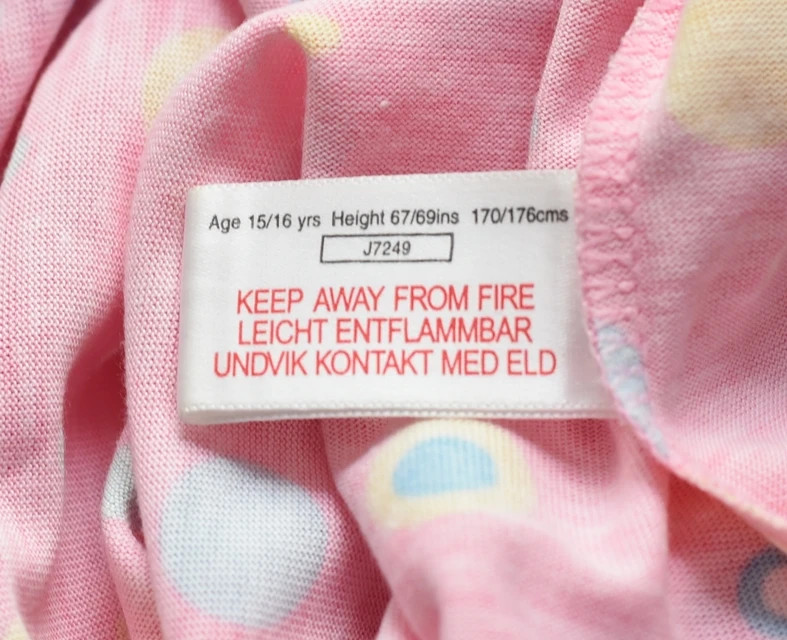 Age 15/16 yrs Height 67/69ins 170/176cms
J7249
KEEP AWAY FROM FIRE
LEICHT ENTFLAMMBAR
UNDVIK KONTAKT MED ELD